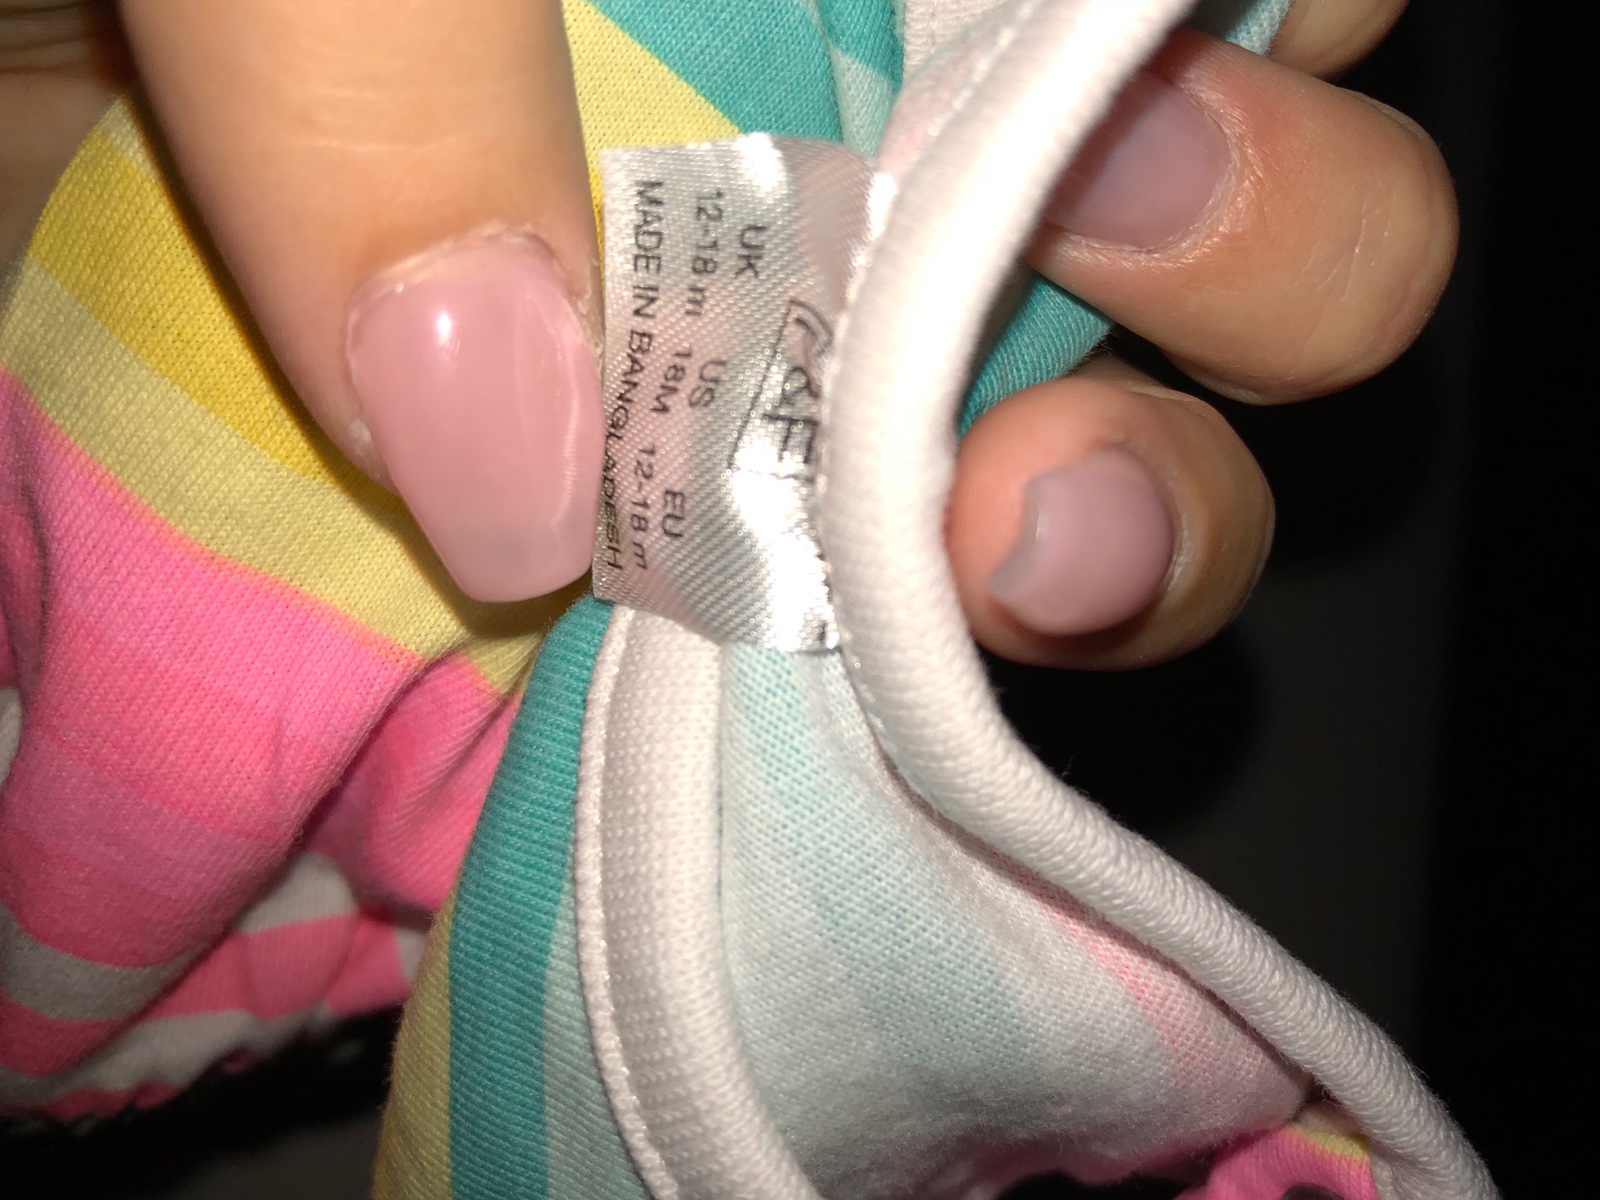 F&F
UK US EU
12-18 m 18M 12-18 m
MADE IN BANGLADESH